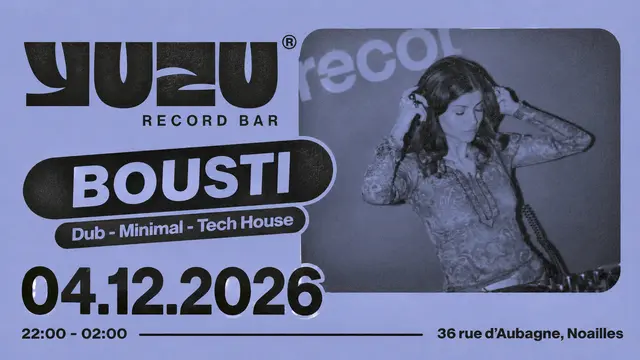 YUZU®
RECORD BAR
recor
BOUSTI
Dub - Minimal - Tech House
04.12.2026
22:00 - 02:00
36 rue d'Aubagne, Noailles